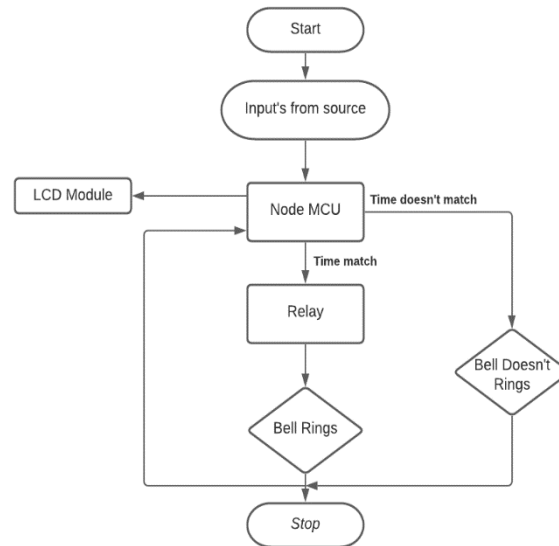 Start
Input's from source
LCD Module
Node MCU
Time doesn't match
Time match
Relay
Bell Doesn't
Rings
Bell Rings
Stop